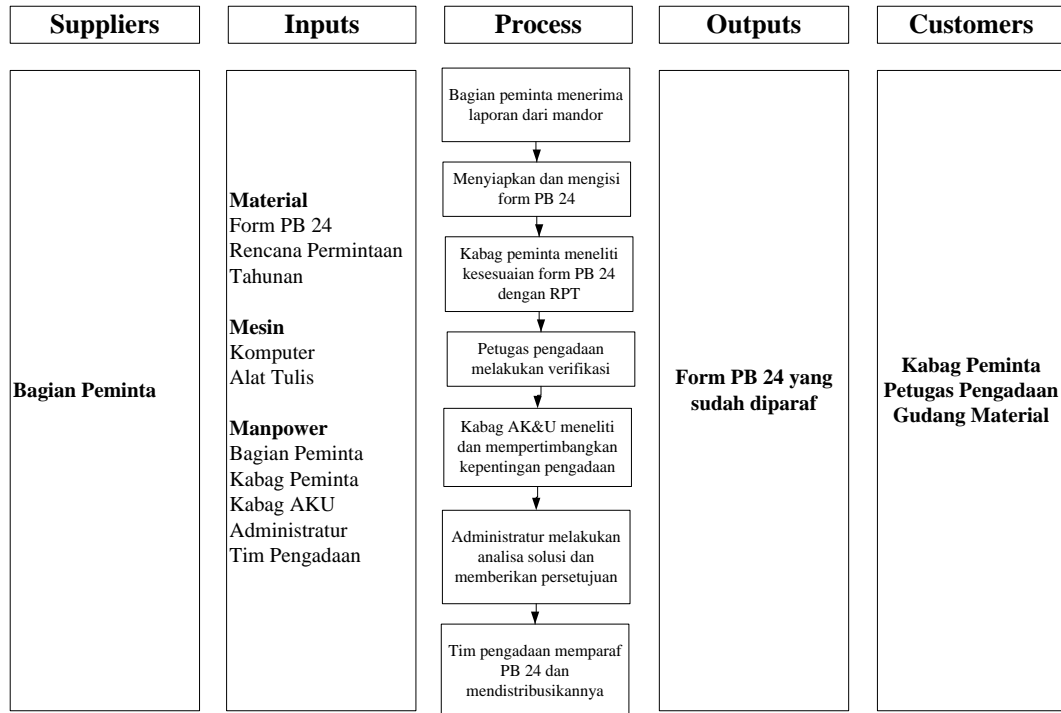 Suppliers
Inputs
Process
Outputs
Customers
Bagian Peminta
Material
Form PB 24
Rencana Permintaan
Tahunan
Mesin
Komputer
Alat Tulis
Manpower
Bagian Peminta
Kabag Peminta
Kabag AKU
Administratur
Tim Pengadaan
Bagian peminta menerima
laporan dari mandor
Menyiapkan dan mengisi
form PB 24
Kabag peminta meneliti
kesesuaian form PB 24
dengan RPT
Petugas pengadaan
melakukan verifikasi
Kabag AK&U meneliti
dan mempertimbangkan
kepentingan pengadaan
Administratur melakukan
analisa solusi dan
memberikan persetujuan
Tim pengadaan memparaf
PB 24 dan
mendistribusikannya
Form PB 24 yang
sudah diparaf
Kabag Peminta
Petugas Pengadaan
Gudang Material